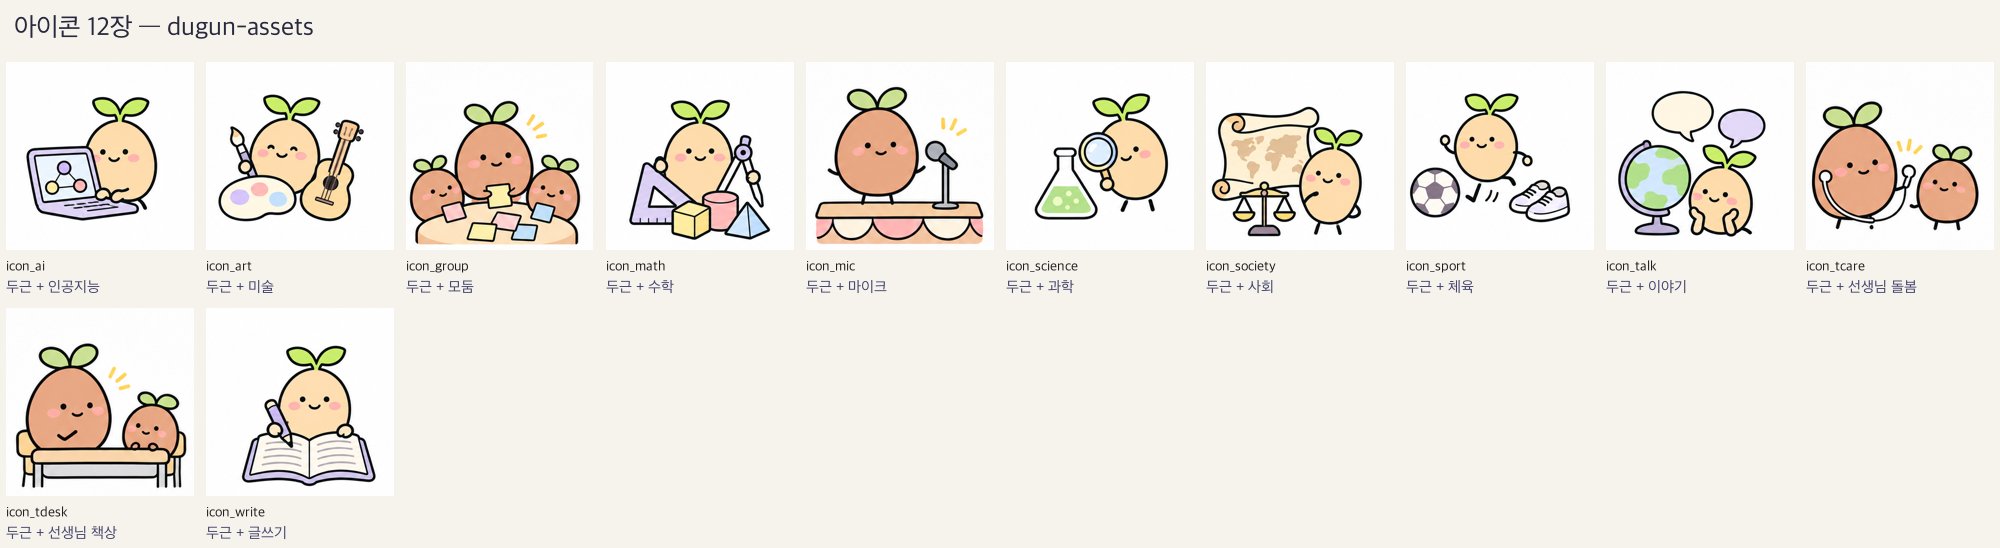 아이콘 12장 — dugun-assets
icon_ai
두근 + 인공지능
icon_art
두근 + 미술
icon_group
두근 + 모둠
icon_math
두근 + 수학
icon_mic
두근 + 마이크
icon_science
두근 + 과학
icon_society
두근 + 사회
icon_sport
두근 + 체육
icon_talk
두근 + 이야기
icon_tcare
두근 + 선생님 돌봄
icon_tdesk
두근 + 선생님 책상
icon_write
두근 + 글쓰기